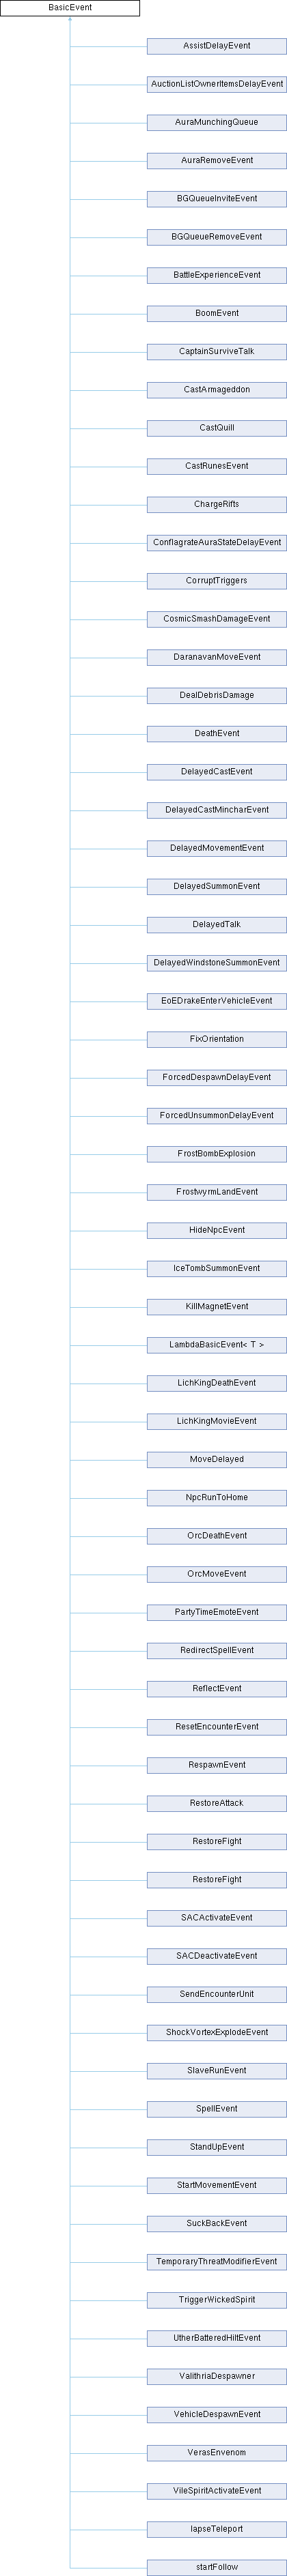 BasicEvent
AssistDelayEvent
AuctionListOwnerItemsDelayEvent
AuraMunchingQueue
AuraRemoveEvent
BGQueueInviteEvent
BGQueueRemoveEvent
BattleExperienceEvent
BoomEvent
CaptainSurviveTalk
CastArmageddon
CastQuill
CastRunesEvent
ChargeRifts
ConflagrateAuraStateDelayEvent
CorruptTriggers
CosmicSmashDamageEvent
DaranavanMoveEvent
DealDebrisDamage
DeathEvent
DelayedCastEvent
DelayedCastMincharEvent
DelayedMovementEvent
DelayedSummonEvent
DelayedTalk
DelayedWindstoneSummonEvent
EoEDrakeEnterVehicleEvent
FixOrientation
ForcedDespawnDelayEvent
ForcedUnsummonDelayEvent
FrostBombExplosion
FrostwyrmLandEvent
HideNpcEvent
IceTombSummonEvent
KillMagnetEvent
LambdaBasicEvent< T >
LichKingDeathEvent
LichKingMovieEvent
MoveDelayed
NpcRunToHome
OrcDeathEvent
OrcMoveEvent
PartyTimeEmoteEvent
RedirectSpellEvent
ReflectEvent
ResetEncounterEvent
RespawnEvent
RestoreAttack
RestoreFight
RestoreFight
SACActivateEvent
SACDeactivateEvent
SendEncounterUnit
ShockVortexExplodeEvent
SlaveRunEvent
SpellEvent
StandUpEvent
StartMovementEvent
SuckBackEvent
TemporaryThreatModifierEvent
TriggerWickedSpirit
UtherBatteredHiltEvent
ValithriaDespawner
VehicleDespawnEvent
VerasEnvenom
VileSpiritActivateEvent
lapseTeleport
startFollow